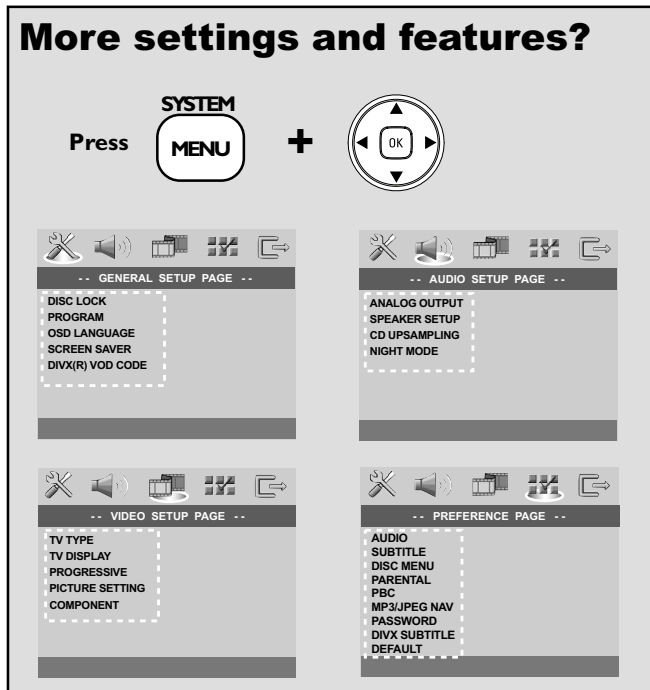 More settings and features?
SYSTEM
Press MENU + OK
-- GENERAL SETUP PAGE --
DISC LOCK
PROGRAM
OSD LANGUAGE
SCREEN SAVER
DIVX(R) VOD CODE
-- AUDIO SETUP PAGE --
ANALOG OUTPUT
SPEAKER SETUP
CD UPSAMPLING
NIGHT MODE
-- VIDEO SETUP PAGE --
TV TYPE
TV DISPLAY
PROGRESSIVE
PICTURE SETTING
COMPONENT
-- PREFERENCE PAGE --
AUDIO
SUBTITLE
DISC MENU
PARENTAL
PBC
MP3/JPEG NAV
PASSWORD
DIVX SUBTITLE
DEFAULT